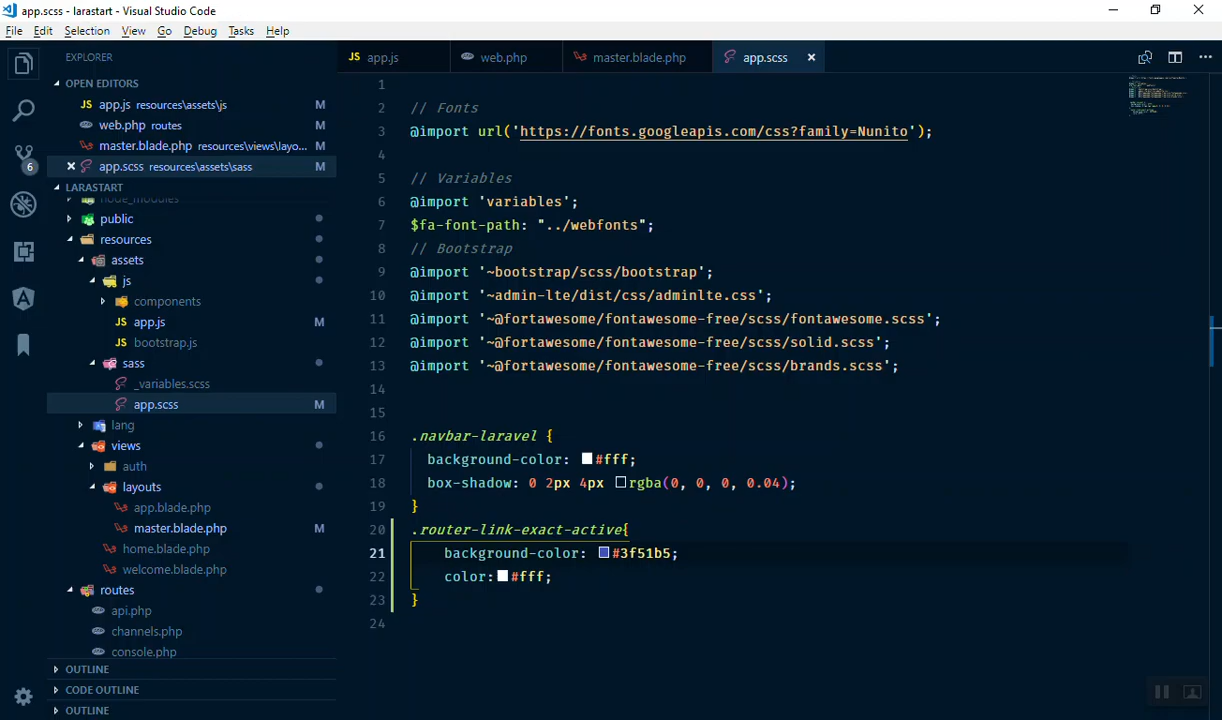 app.scss - larastart - Visual Studio Code
File Edit Selection View Go Debug Tasks Help
EXPLORER
OPEN EDITORS
JS app.js resources\assets\js M
web.php routes M
master.blade.php resources\views\layo... M
app.scss resources\assets\sass M
LARASTART
node_modules
public
resources
assets
js
components
JS app.js M
JS bootstrap.js
sass
_variables.scss
app.scss M
lang
views
auth
layouts
app.blade.php
master.blade.php M
home.blade.php
welcome.blade.php
routes
api.php
channels.php
console.php
OUTLINE
CODE OUTLINE
OUTLINE
6
JS app.js web.php master.blade.php app.scss
1
2 // Fonts
3 @import url('https://fonts.googleapis.com/css?family=Nunito');
4
5 // Variables
6 @import 'variables';
7 $fa-font-path: "../webfonts";
8 // Bootstrap
9 @import '~bootstrap/scss/bootstrap';
10 @import '~admin-lte/dist/css/adminlte.css';
11 @import '~@fortawesome/fontawesome-free/scss/fontawesome.scss';
12 @import '~@fortawesome/fontawesome-free/scss/solid.scss';
13 @import '~@fortawesome/fontawesome-free/scss/brands.scss';
14
15
16 .navbar-laravel {
17 background-color: #fff;
18 box-shadow: 0 2px 4px rgba(0, 0, 0, 0.04);
19 }
20 .router-link-exact-active{
21 background-color: #3f51b5;
22 color:#fff;
23 }
24